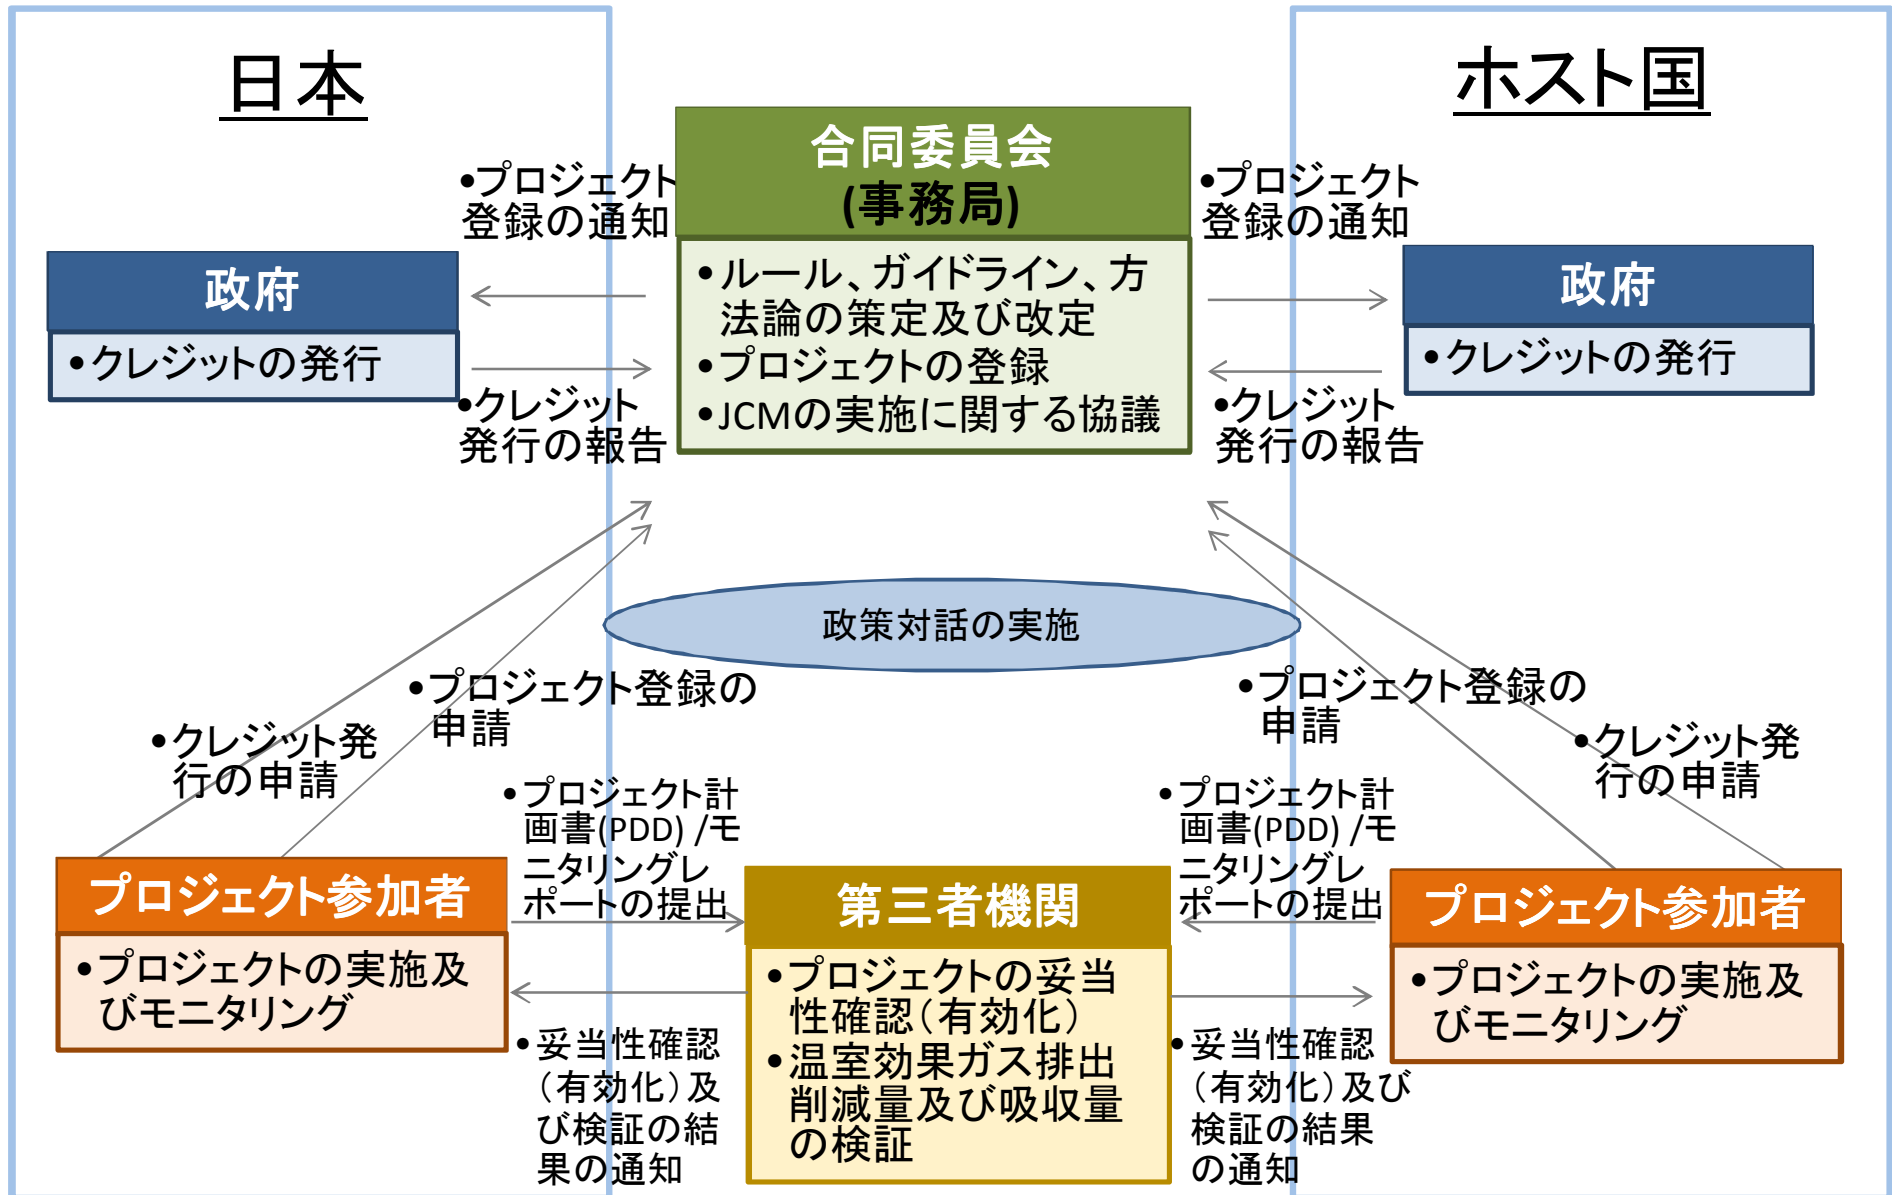 日本
ホスト国
合同委員会
(事務局)
•プロジェクト
登録の通知
•プロジェクト
登録の通知
政府
•クレジットの発行
•ルール、ガイドライン、方
法論の策定及び改定
•プロジェクトの登録
•JCMの実施に関する協議
政府
•クレジットの発行
•クレジット
発行の報告
•クレジット
発行の報告
政策対話の実施
•プロジェクト登録の
申請
•クレジット発
行の申請
•プロジェクト登録の
申請
•クレジット発
行の申請
•プロジェクト計
画書(PDD) /モ
ニタリングレ
ポートの提出
•プロジェクト計
画書(PDD) /モ
ニタリングレ
ポートの提出
プロジェクト参加者
•プロジェクトの実施及
びモニタリング
第三者機関
•プロジェクトの妥当
性確認(有効化)
•温室効果ガス排出
削減量及び吸収量
の検証
プロジェクト参加者
•プロジェクトの実施及
びモニタリング
•妥当性確認
(有効化)及
び検証の結
果の通知
•妥当性確認
(有効化)及び
検証の結果
の通知